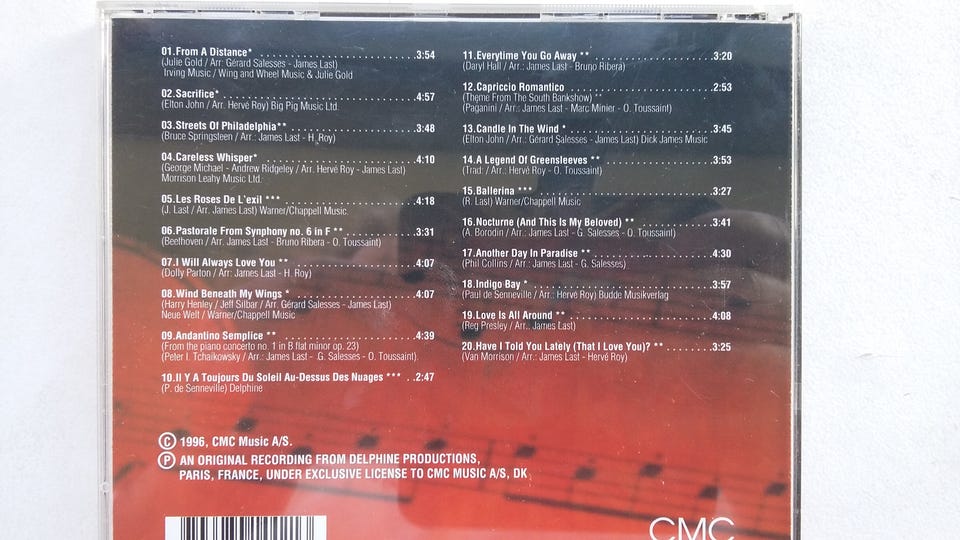 01.From A Distance* ................................3:54
(Julie Gold / Arr: Gérard Salesses - James Last)
Irving Music / Wing and Wheel Music & Julie Gold
02.Sacrifice* ................................4:57
(Elton John / Arr: Hervé Roy) Big Pig Music Ltd.
03.Streets Of Philadelphia** ................................3:48
(Bruce Springsteen / Arr: James Last - H. Roy)
04.Careless Whisper* ................................4:10
(George Michael - Andrew Ridgeley / Arr. Hervé Roy - James Last)
Morrison Leahy Music Ltd.
05.Les Roses De L'exil *** ................................4:18
(J. Last / Arr. James Last) Warner/Chappell Music.
06.Pastorale From Synphony no. 6 in F ** ..............3:31
(Beethoven / Arr. James Last - Bruno Ribera - O. Toussaint)
07.I Will Always Love You ** ................................4:07
(Dolly Parton / Arr: James Last - H. Roy)
08.Wind Beneath My Wings * ................................4:07
(Harry Henley / Jeff Silbar / Arr. Gérard Salesses - James Last)
Neue Welt / Warner/Chappell Music
09.Andantino Semplice ** ................................4:39
(From the piano concerto no. 1 in B flat minor op. 23)
(Peter I. Tchaikowsky / Arr.: James Last - .G. Salesses - O. Toussaint).
10.Il Y A Toujours Du Soleil Au-Dessus Des Nuages *** ..2:47
(P. de Senneville) Delphine
11.Everytime You Go Away ** ................................3:20
(Daryl Hall / Arr.: James Last - Bruno Ribera)
12.Capriccio Romantico ................................2:53
(Theme From The South Bankshow) **
(Paganini / Arr.: James Last - Marc Minier - O. Toussaint)
13.Candle In The Wind * ................................3:45
(Elton John / Arr.: Gérard Salesses - James Last) Dick James Music
14.A Legend Of Greensleeves ** ................................3:53
(Trad: / Arr.: Hervé Roy - O. Toussaint)
15.Ballerina *** ................................3:27
(R. Last) Warner/Chappell Music
16.Nocturne (And This Is My Beloved) ** ................3:41
(A. Borodin / Arr.: James Last - G. Salesses - O. Toussaint)
17.Another Day In Paradise ** ................................4:30
(Phil Collins / Arr.: James Last - G. Salesses)
18.Indigo Bay * ................................3:57
(Paul de Senneville / Arr.: Hervé Roy) Budde Musikverlag
19.Love Is All Around ** ................................4:08
(Reg Presley / Arr.. James Last)
20.Have I Told You Lately (That I Love You)? ** ........3:25
(Van Morrison / Arr.: James Last - Hervé Roy)
© 1996, CMC Music A/S.
℗ AN ORIGINAL RECORDING FROM DELPHINE PRODUCTIONS,
PARIS, FRANCE, UNDER EXCLUSIVE LICENSE TO CMC MUSIC A/S, DK
CMC